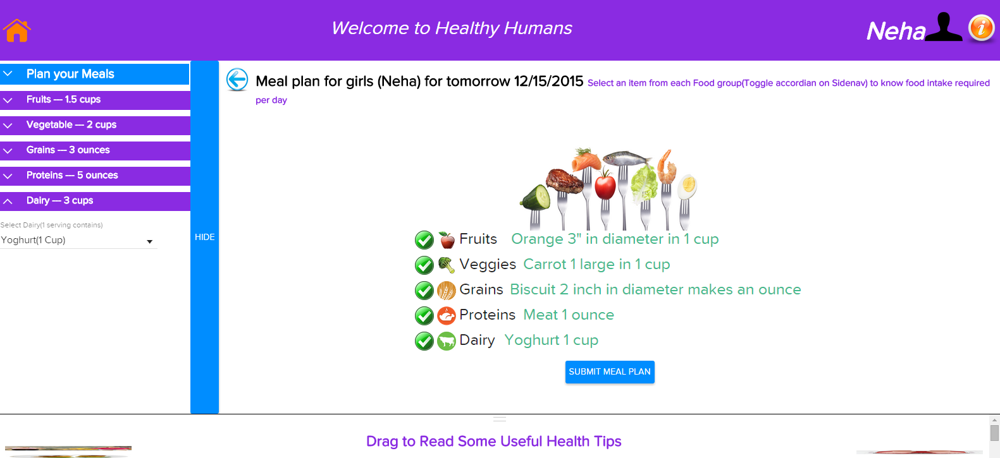 Welcome to Healthy Humans
Neha
i
Plan your Meals
Fruits — 1.5 cups
Vegetable — 2 cups
Grains — 3 ounces
Proteins — 5 ounces
Dairy — 3 cups
Select Dairy(1 serving contains)
Yoghurt(1 Cup)
HIDE
Meal plan for girls (Neha) for tomorrow 12/15/2015 Select an item from each Food group(Toggle accordian on Sidenav) to know food intake required
per day
Fruits Orange 3" in diameter in 1 cup
Veggies Carrot 1 large in 1 cup
Grains Biscuit 2 inch in diameter makes an ounce
Proteins Meat 1 ounce
Dairy Yoghurt 1 cup
SUBMIT MEAL PLAN
Drag to Read Some Useful Health Tips